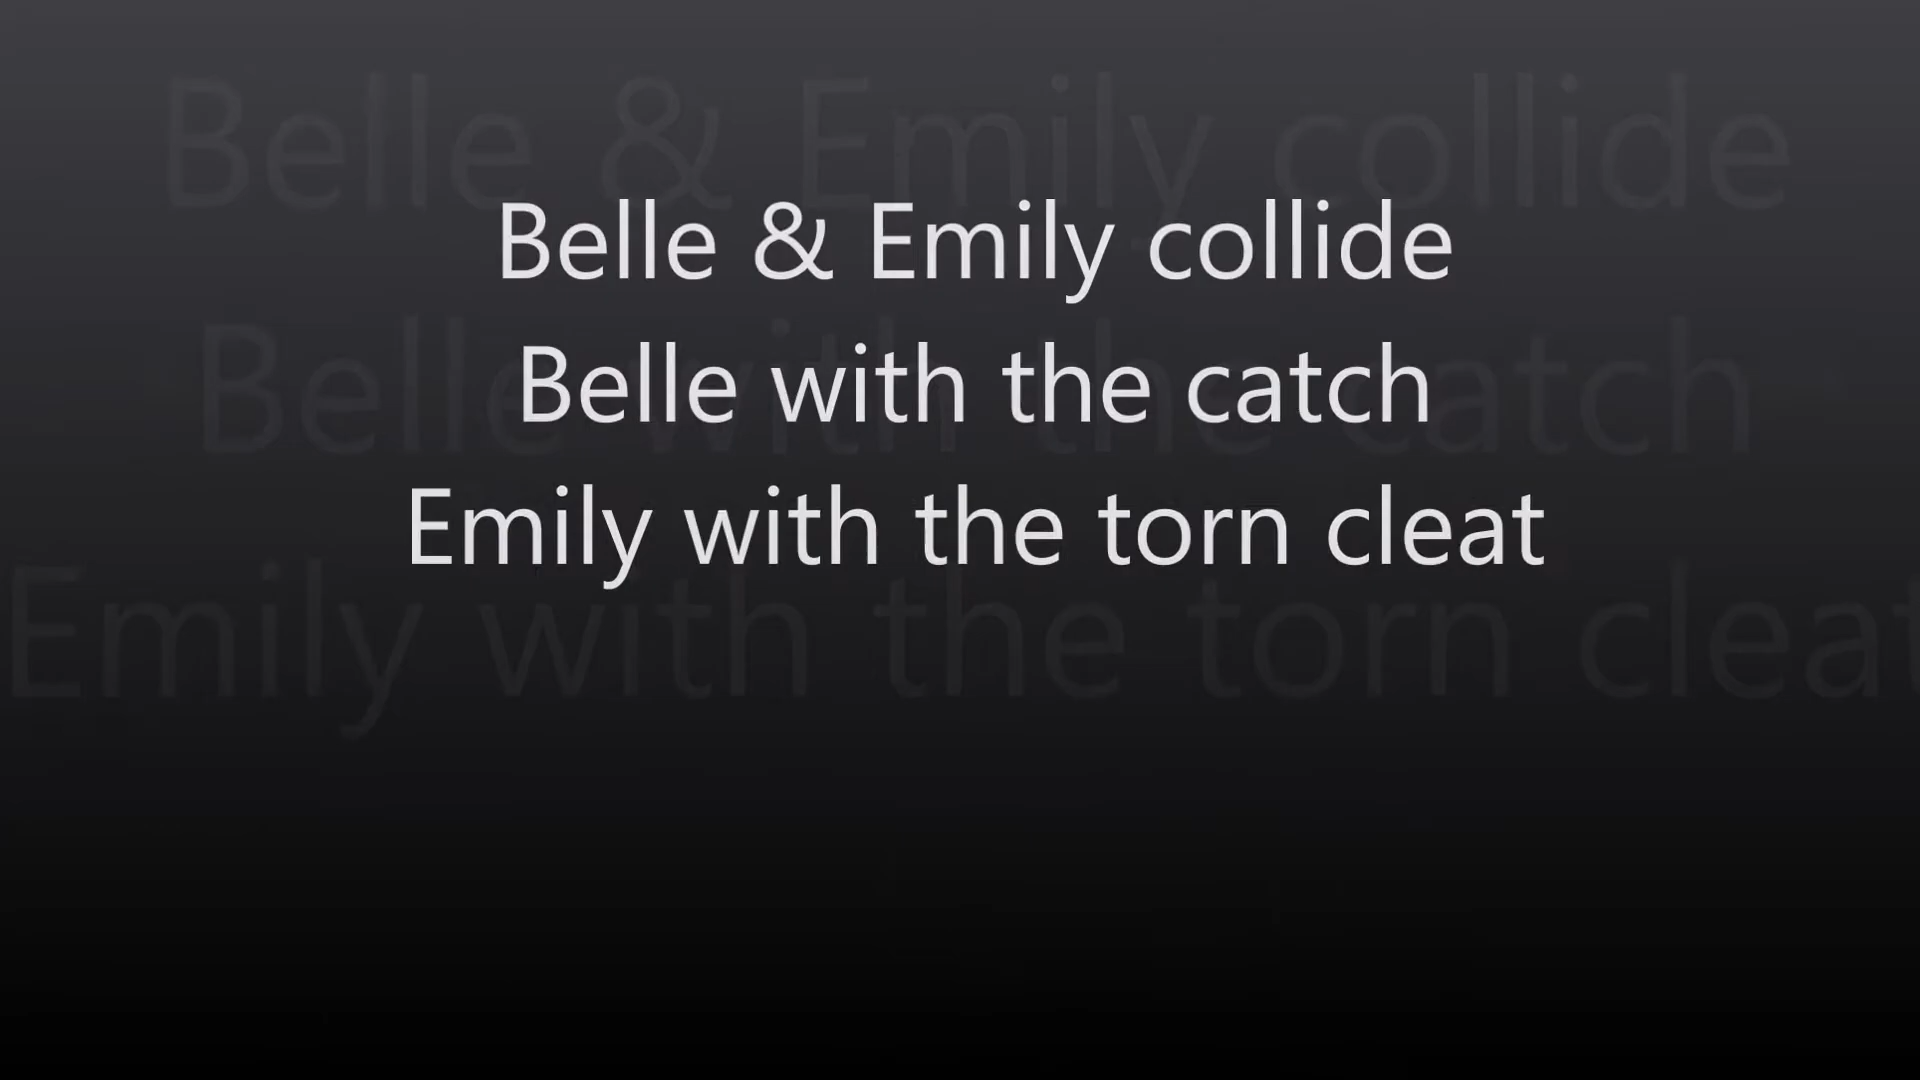 Belle & Emily collide
Belle with the catch
Emily with the torn cleat